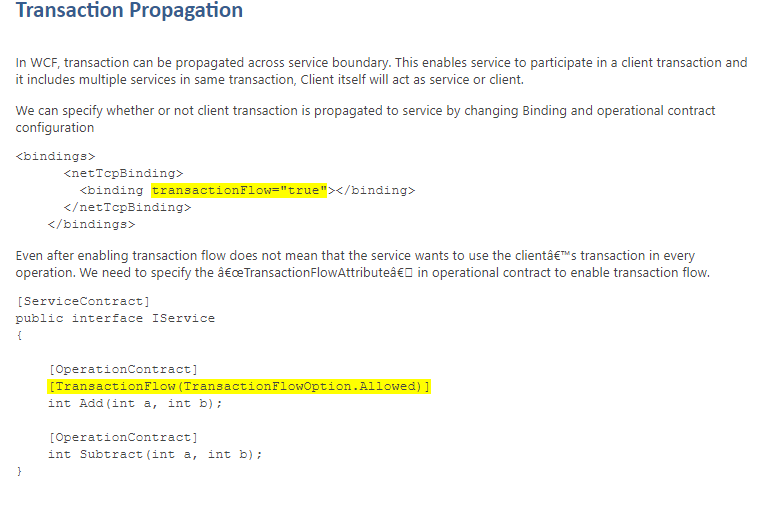 Transaction Propagation
In WCF, transaction can be propagated across service boundary. This enables service to participate in a client transaction and
it includes multiple services in same transaction, Client itself will act as service or client.
We can specify whether or not client transaction is propagated to service by changing Binding and operational contract
configuration
<bindings>
<netTcpBinding>
<binding transactionFlow="true"></binding>
</netTcpBinding>
</bindings>
Even after enabling transaction flow does not mean that the service wants to use the clientâ€™s transaction in every
operation. We need to specify the â€œTransactionFlowAttributeâ€□ in operational contract to enable transaction flow.
[ServiceContract]
public interface IService
{
[OperationContract]
[TransactionFlow(TransactionFlowOption.Allowed)]
int Add(int a, int b);
[OperationContract]
int Subtract(int a, int b);
}